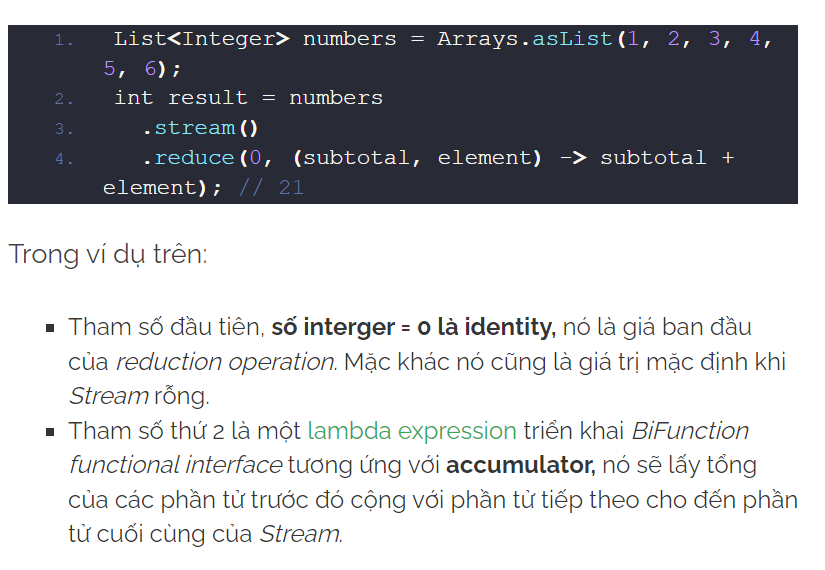 1. List<Integer> numbers = Arrays.asList(1, 2, 3, 4,
5, 6);
2. int result = numbers
3. .stream()
4. .reduce(0, (subtotal, element) -> subtotal +
element); // 21
Trong ví dụ trên:
▪ Tham số đầu tiên, số interger = 0 là identity, nó là giá ban đầu
của reduction operation. Mặc khác nó cũng là giá trị mặc định khi
Stream rỗng.
▪ Tham số thứ 2 là một lambda expression triển khai BiFunction
functional interface tương ứng với accumulator, nó sẽ lấy tổng
của các phần tử trước đó cộng với phần tử tiếp theo cho đến phần
tử cuối cùng của Stream.